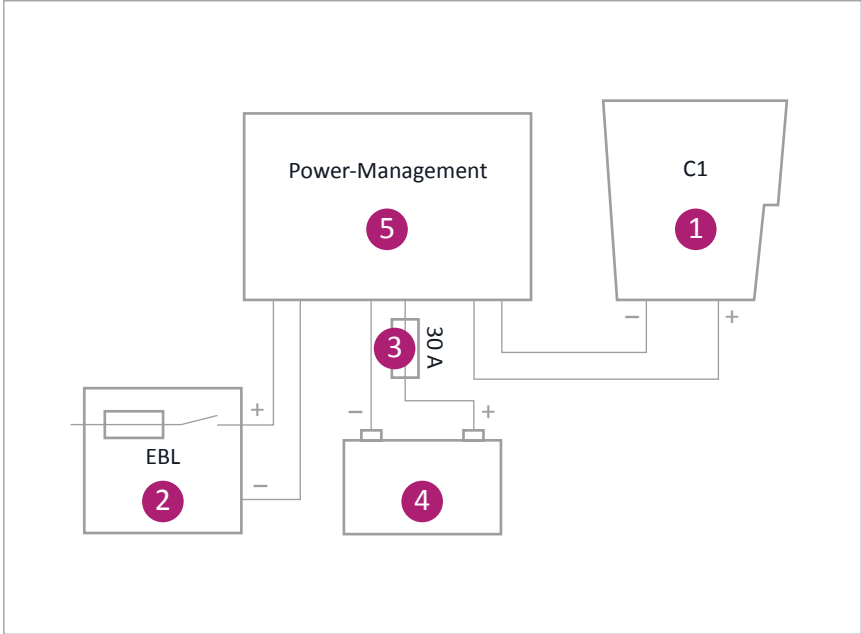 Power-Management
5
C1
1
− +
3
30 A
+
− +
EBL
−
2
4